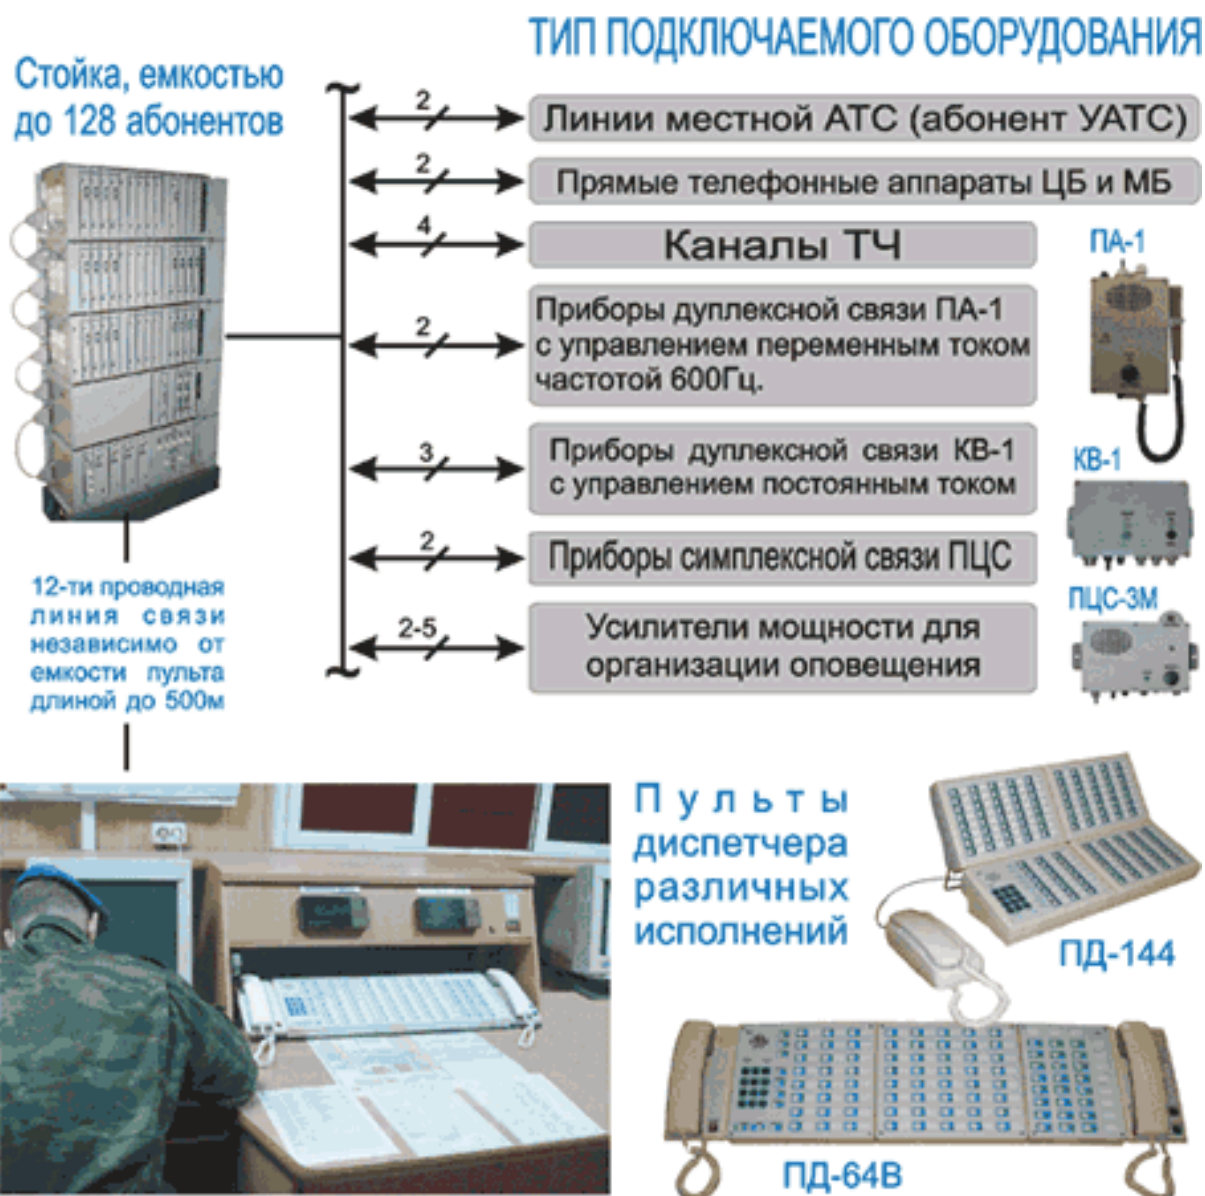 ТИП ПОДКЛЮЧАЕМОГО ОБОРУДОВАНИЯ
Стойка, емкостью
до 128 абонентов
2
Линии местной АТС (абонент УАТС)
2
Прямые телефонные аппараты ЦБ и МБ
4
Каналы ТЧ
ПА-1
2
Приборы дуплексной связи ПА-1
с управлением переменным током
частотой 600Гц.
3
Приборы дуплексной связи КВ-1
с управлением постоянным током
КВ-1
2
Приборы симплексной связи ПЦС
ПЦС-3М
2-5
Усилители мощности для
организации оповещения
12-ти проводная
линия связи
независимо от
емкости пульта
длиной до 500м
Пульты
диспетчера
различных
исполнений
ПД-144
ПД-64В